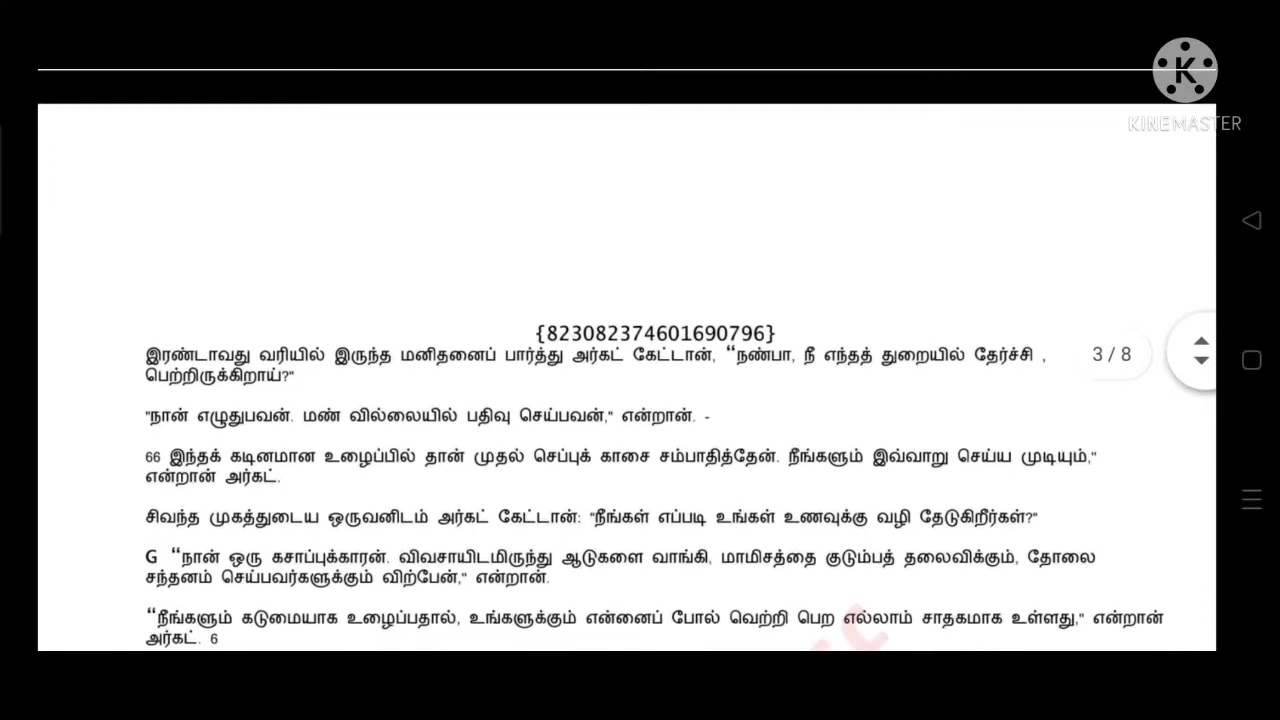 K
KINEMASTER
{823082374601690796}
இரண்டாவது வரியில் இருந்த மனிதனைப் பார்த்து அர்கட் கேட்டான், “நண்பா, நீ எந்தத் துறையில் தேர்ச்சி ,
3 / 8
பெற்றிருக்கிறாய்?"
"நான் எழுதுபவன். மண் வில்லையில் பதிவு செய்பவன்," என்றான். -
66 இந்தக் கடினமான உழைப்பில் தான் முதல் செப்புக் காசை சம்பாதித்தேன். நீங்களும் இவ்வாறு செய்ய முடியும்,"
என்றான் அர்கட்.
சிவந்த முகத்துடைய ஒருவனிடம் அர்கட் கேட்டான்: "நீங்கள் எப்படி உங்கள் உணவுக்கு வழி தேடுகிறீர்கள்?"
G “நான் ஒரு கசாப்புக்காரன். விவசாயிடமிருந்து ஆடுகளை வாங்கி, மாமிசத்தை குடும்பத் தலைவிக்கும், தோலை
சந்தனம் செய்பவர்களுக்கும் விற்பேன்," என்றான்.
“நீங்களும் கடுமையாக உழைப்பதால், உங்களுக்கும் என்னைப் போல் வெற்றி பெற எல்லாம் சாதகமாக உள்ளது," என்றான்
அர்கட். 6